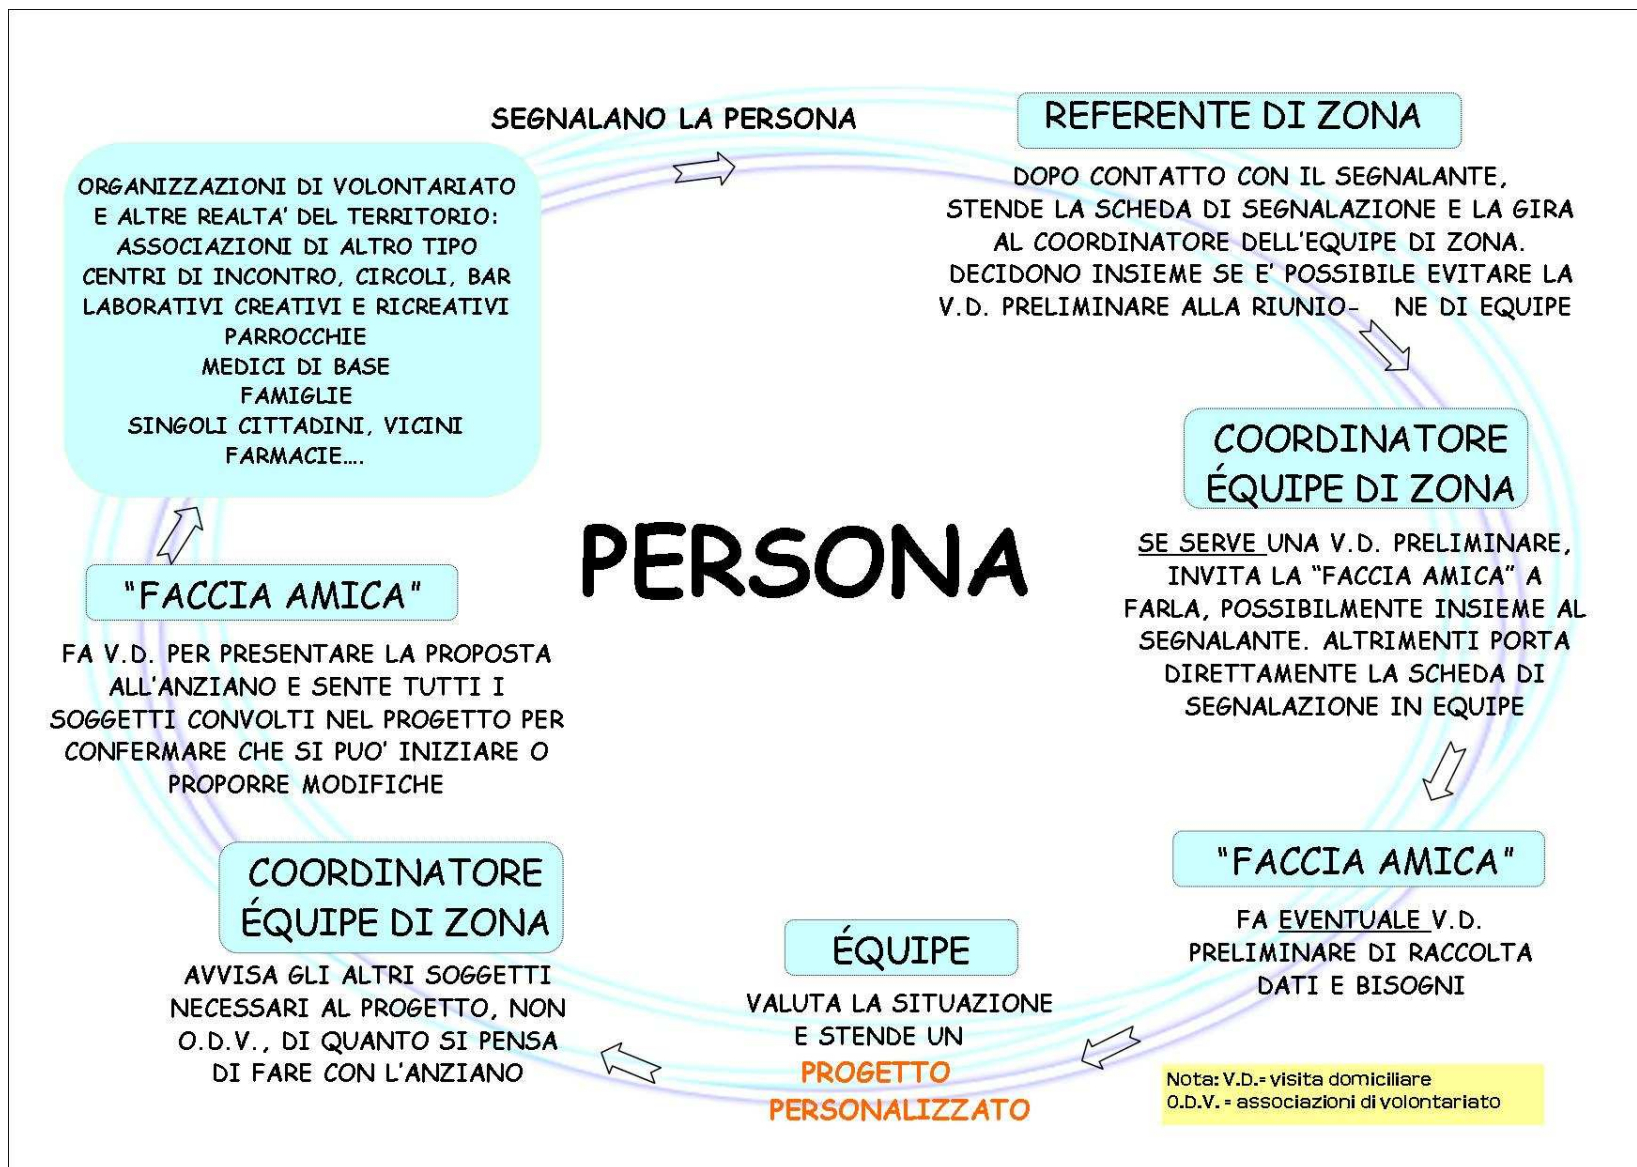 SEGNALANO LA PERSONA
REFERENTE DI ZONA
DOPO CONTATTO CON IL SEGNALANTE,
STENDE LA SCHEDA DI SEGNALAZIONE E LA GIRA
AL COORDINATORE DELL'EQUIPE DI ZONA.
DECIDONO INSIEME SE E' POSSIBILE EVITARE LA
V.D. PRELIMINARE ALLA RIUNIO- NE DI EQUIPE
COORDINATORE
ÉQUIPE DI ZONA
SE SERVE UNA V.D. PRELIMINARE,
INVITA LA “FACCIA AMICA” A
FARLA, POSSIBILMENTE INSIEME AL
SEGNALANTE. ALTRIMENTI PORTA
DIRETTAMENTE LA SCHEDA DI
SEGNALAZIONE IN EQUIPE
"FACCIA AMICA"
FA EVENTUALE V.D.
PRELIMINARE DI RACCOLTA
DATI E BISOGNI
ÉQUIPE
VALUTA LA SITUAZIONE
E STENDE UN
PROGETTO
PERSONALIZZATO
COORDINATORE
ÉQUIPE DI ZONA
AVVISA GLI ALTRI SOGGETTI
NECESSARI AL PROGETTO, NON
O.D.V., DI QUANTO SI PENSA
DI FARE CON L'ANZIANO
"FACCIA AMICA"
FA V.D. PER PRESENTARE LA PROPOSTA
ALL'ANZIANO E SENTE TUTTI I
SOGGETTI CONVOLTI NEL PROGETTO PER
CONFERMARE CHE SI PUO' INIZIARE O
PROPORRE MODIFICHE
ORGANIZZAZIONI DI VOLONTARIATO
E ALTRE REALTA' DEL TERRITORIO:
ASSOCIAZIONI DI ALTRO TIPO
CENTRI DI INCONTRO, CIRCOLI, BAR
LABORATIVI CREATIVI E RICREATIVI
PARROCCHIE
MEDICI DI BASE
FAMIGLIE
SINGOLI CITTADINI, VICINI
FARMACIE….
PERSONA
Nota: V.D.= visita domiciliare
O.D.V. = associazioni di volontariato